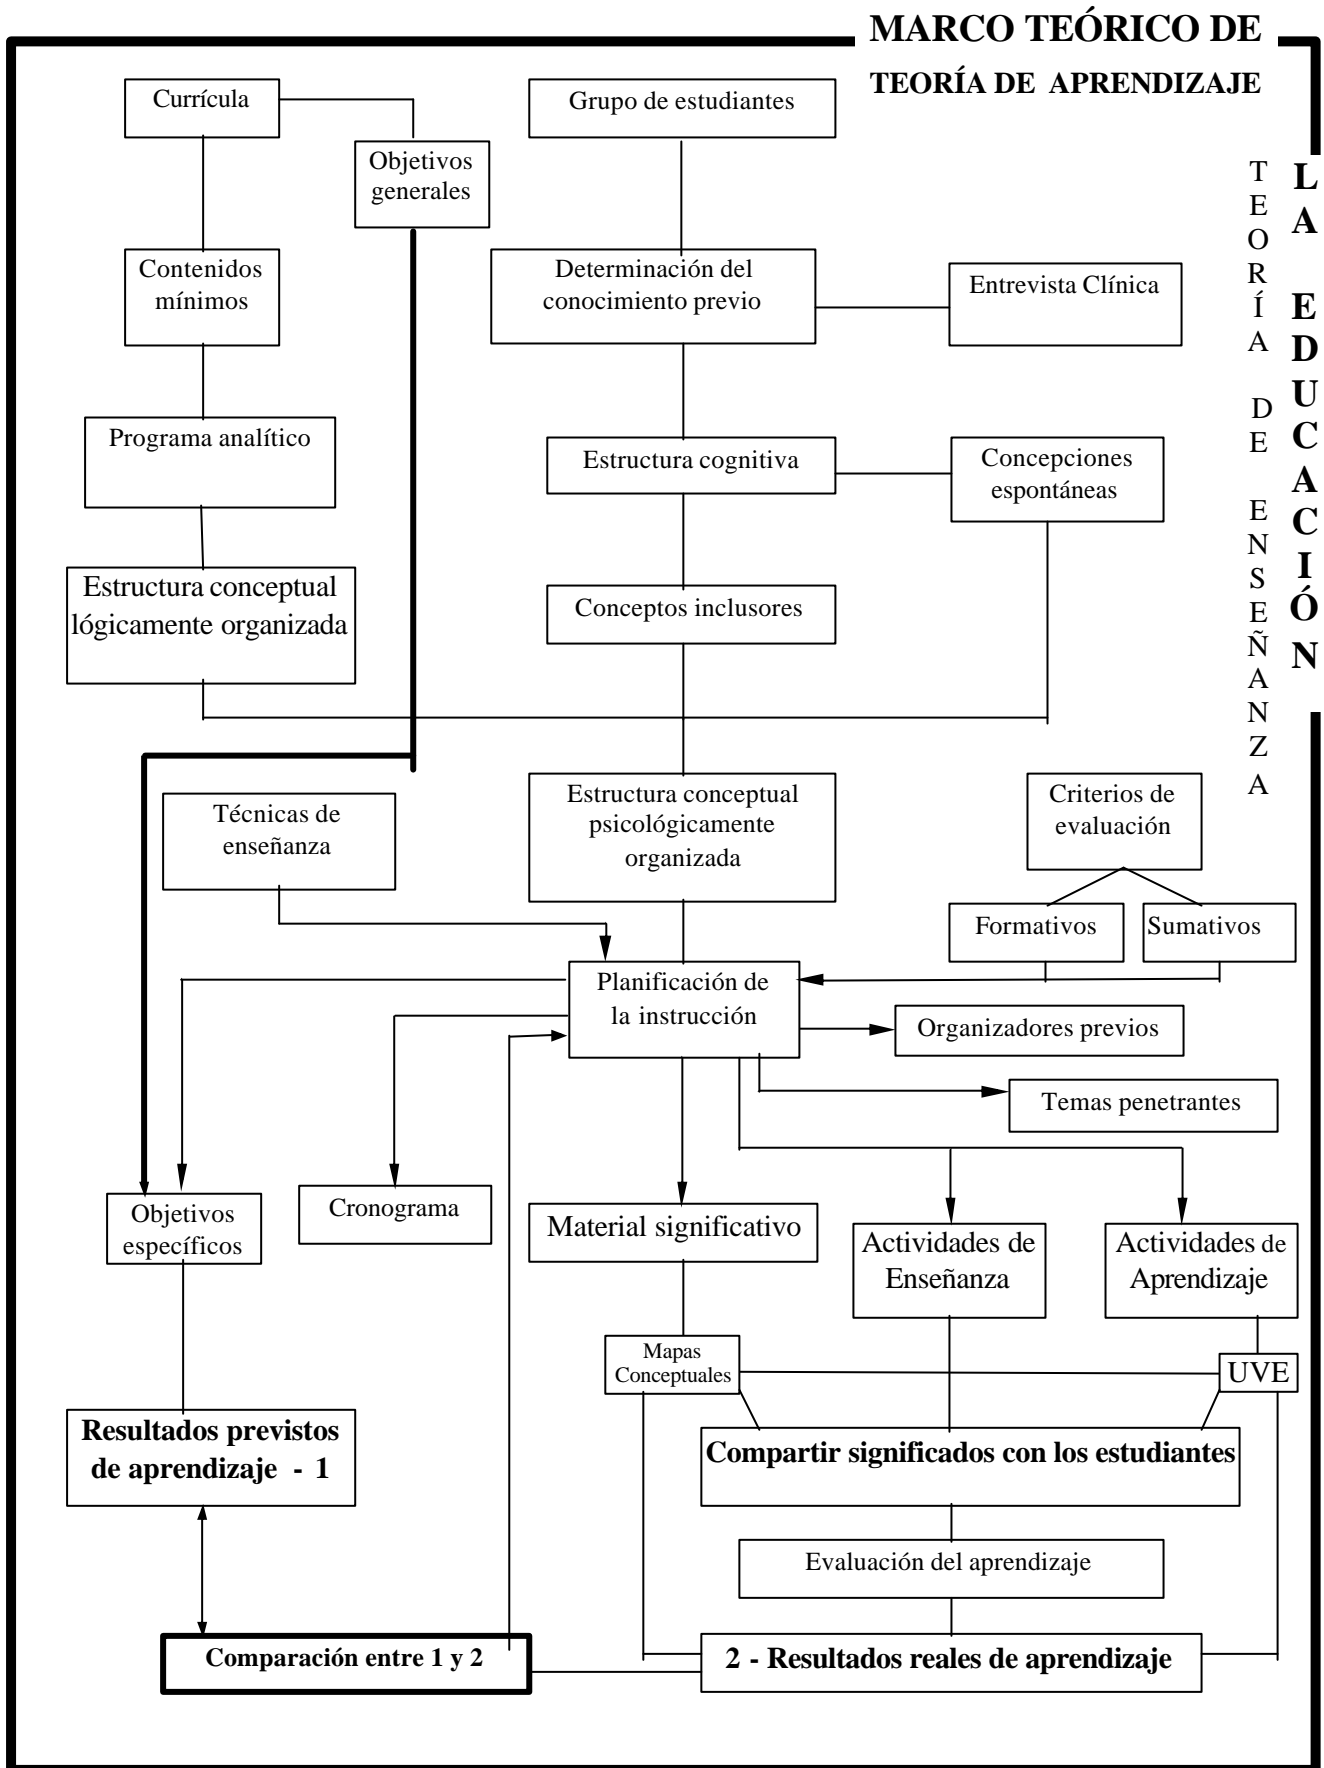 MARCO TEÓRICO DE
TEORÍA DE APRENDIZAJE
LA EDUCACIÓN
TEORÍA DE ENSEÑANZA
Currícula
Grupo de estudiantes
Objetivos
generales
Contenidos
mínimos
Determinación del
conocimiento previo
Entrevista Clínica
Programa analítico
Estructura cognitiva
Concepciones
espontáneas
Estructura conceptual
lógicamente organizada
Conceptos inclusores
Técnicas de
enseñanza
Estructura conceptual
psicológicamente
organizada
Criterios de
evaluación
Formativos
Sumativos
Planificación de
la instrucción
Organizadores previos
Temas penetrantes
Objetivos
específicos
Cronograma
Material significativo
Actividades de
Enseñanza
Actividades de
Aprendizaje
Mapas
Conceptuales
UVE
Resultados previstos
de aprendizaje - 1
Compartir significados con los estudiantes
Evaluación del aprendizaje
Comparación entre 1 y 2
2 - Resultados reales de aprendizaje